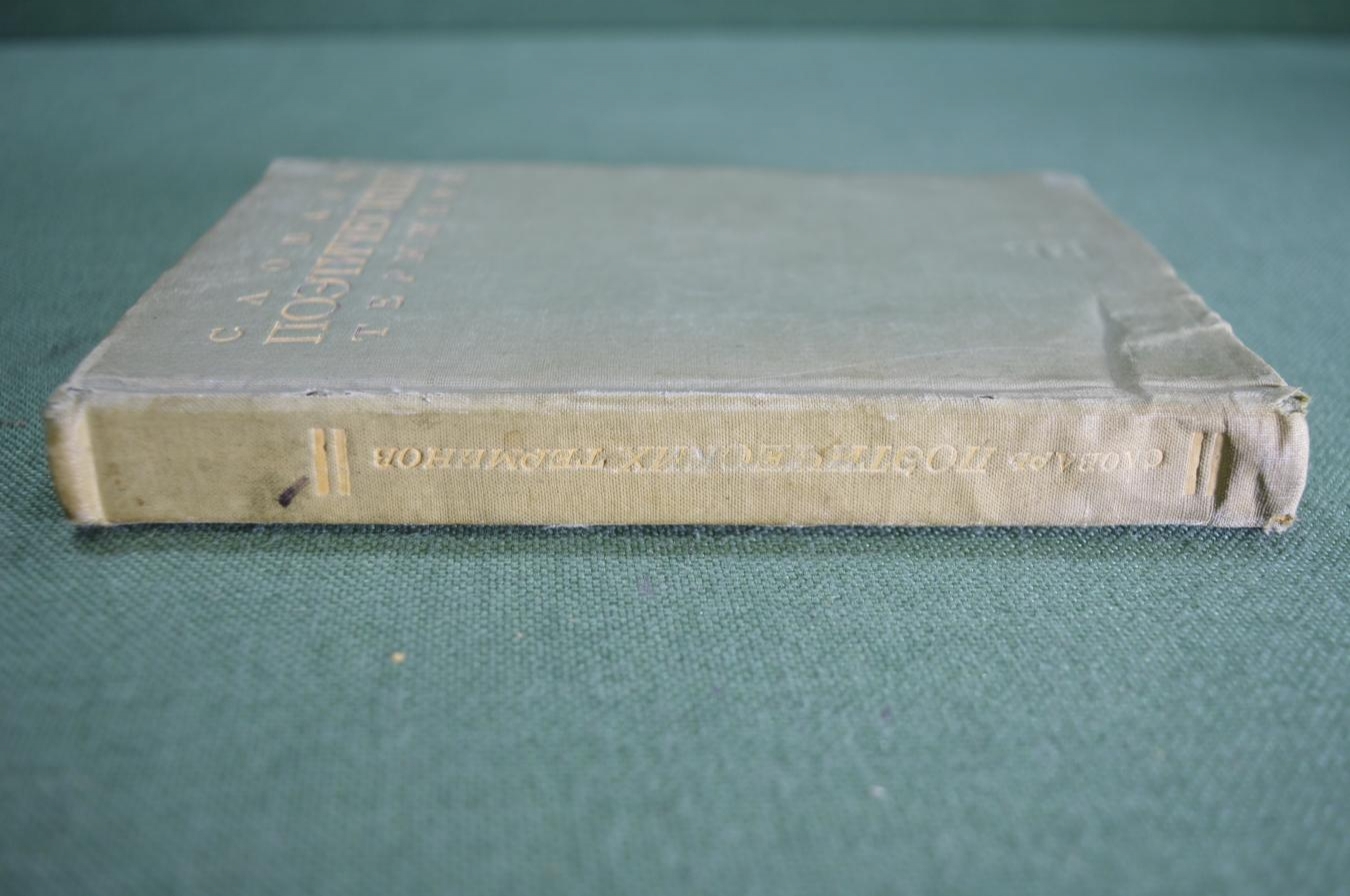 СЛОВАРЬ
ПОЭТИЧЕСКИХ
ТЕРМИНОВ
СЛОВАРЬ ПОЭТИЧЕСКИХ ТЕРМИНОВ